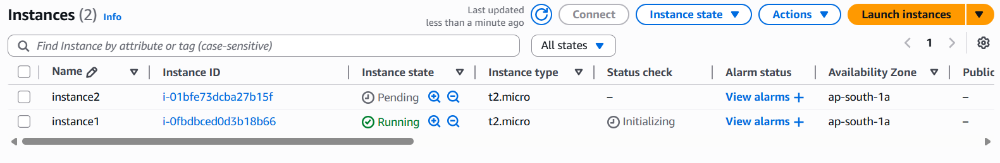 Instances (2) Info
Last updated
less than a minute ago
Connect
Instance state
Actions
Launch instances
Find Instance by attribute or tag (case-sensitive)
All states
1
Name Instance ID Instance state Instance type Status check Alarm status Availability Zone Public
instance2 i-01bfe73dcba27b15f Pending t2.micro – View alarms + ap-south-1a –
instance1 i-0fbdbced0d3b18b66 Running t2.micro Initializing View alarms + ap-south-1a –